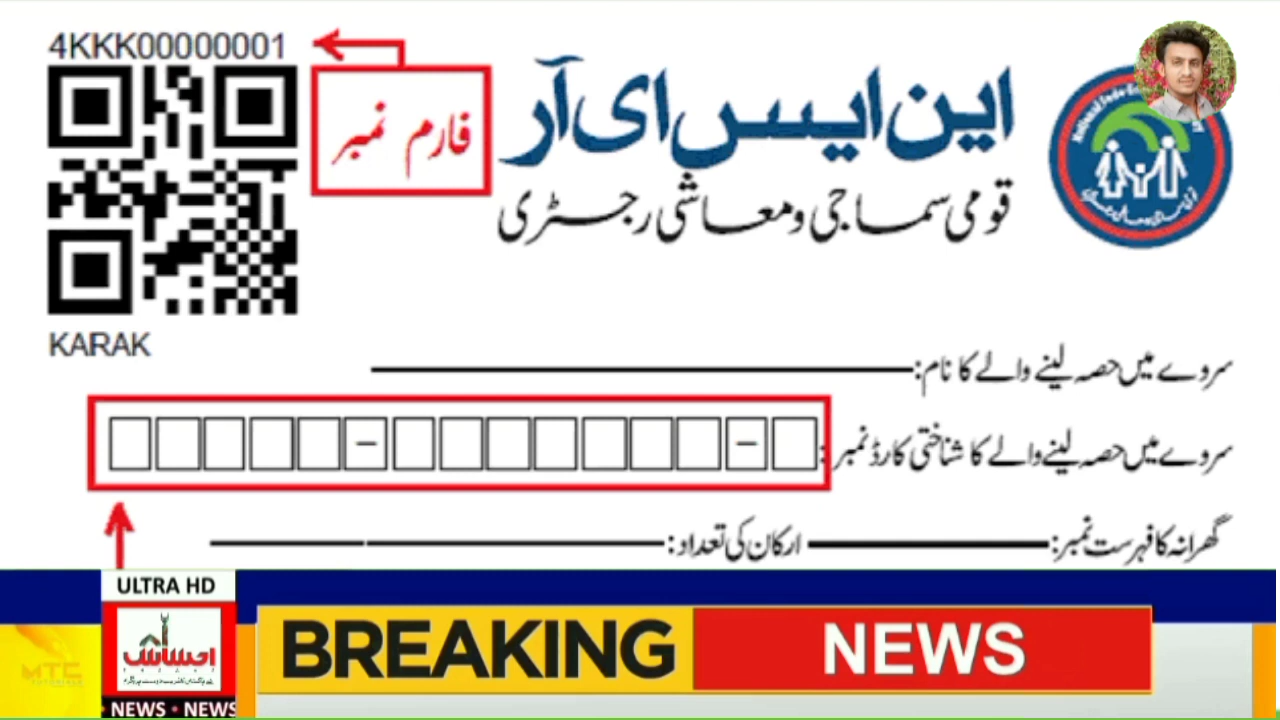 4KKK00000001
فارم نمبر
این ایس ای آر
قومی سماجی و معاشی رجسٹری
KARAK
سروے میں حصہ لینے والے کا نام:
سروے میں حصہ لینے والے کا شناختی کارڈ نمبر:
گھرانہ کا فہرست نمبر: ارکان کی تعداد:
ULTRA HD
احساس
BREAKING NEWS
MTC
NEWS • NEWS